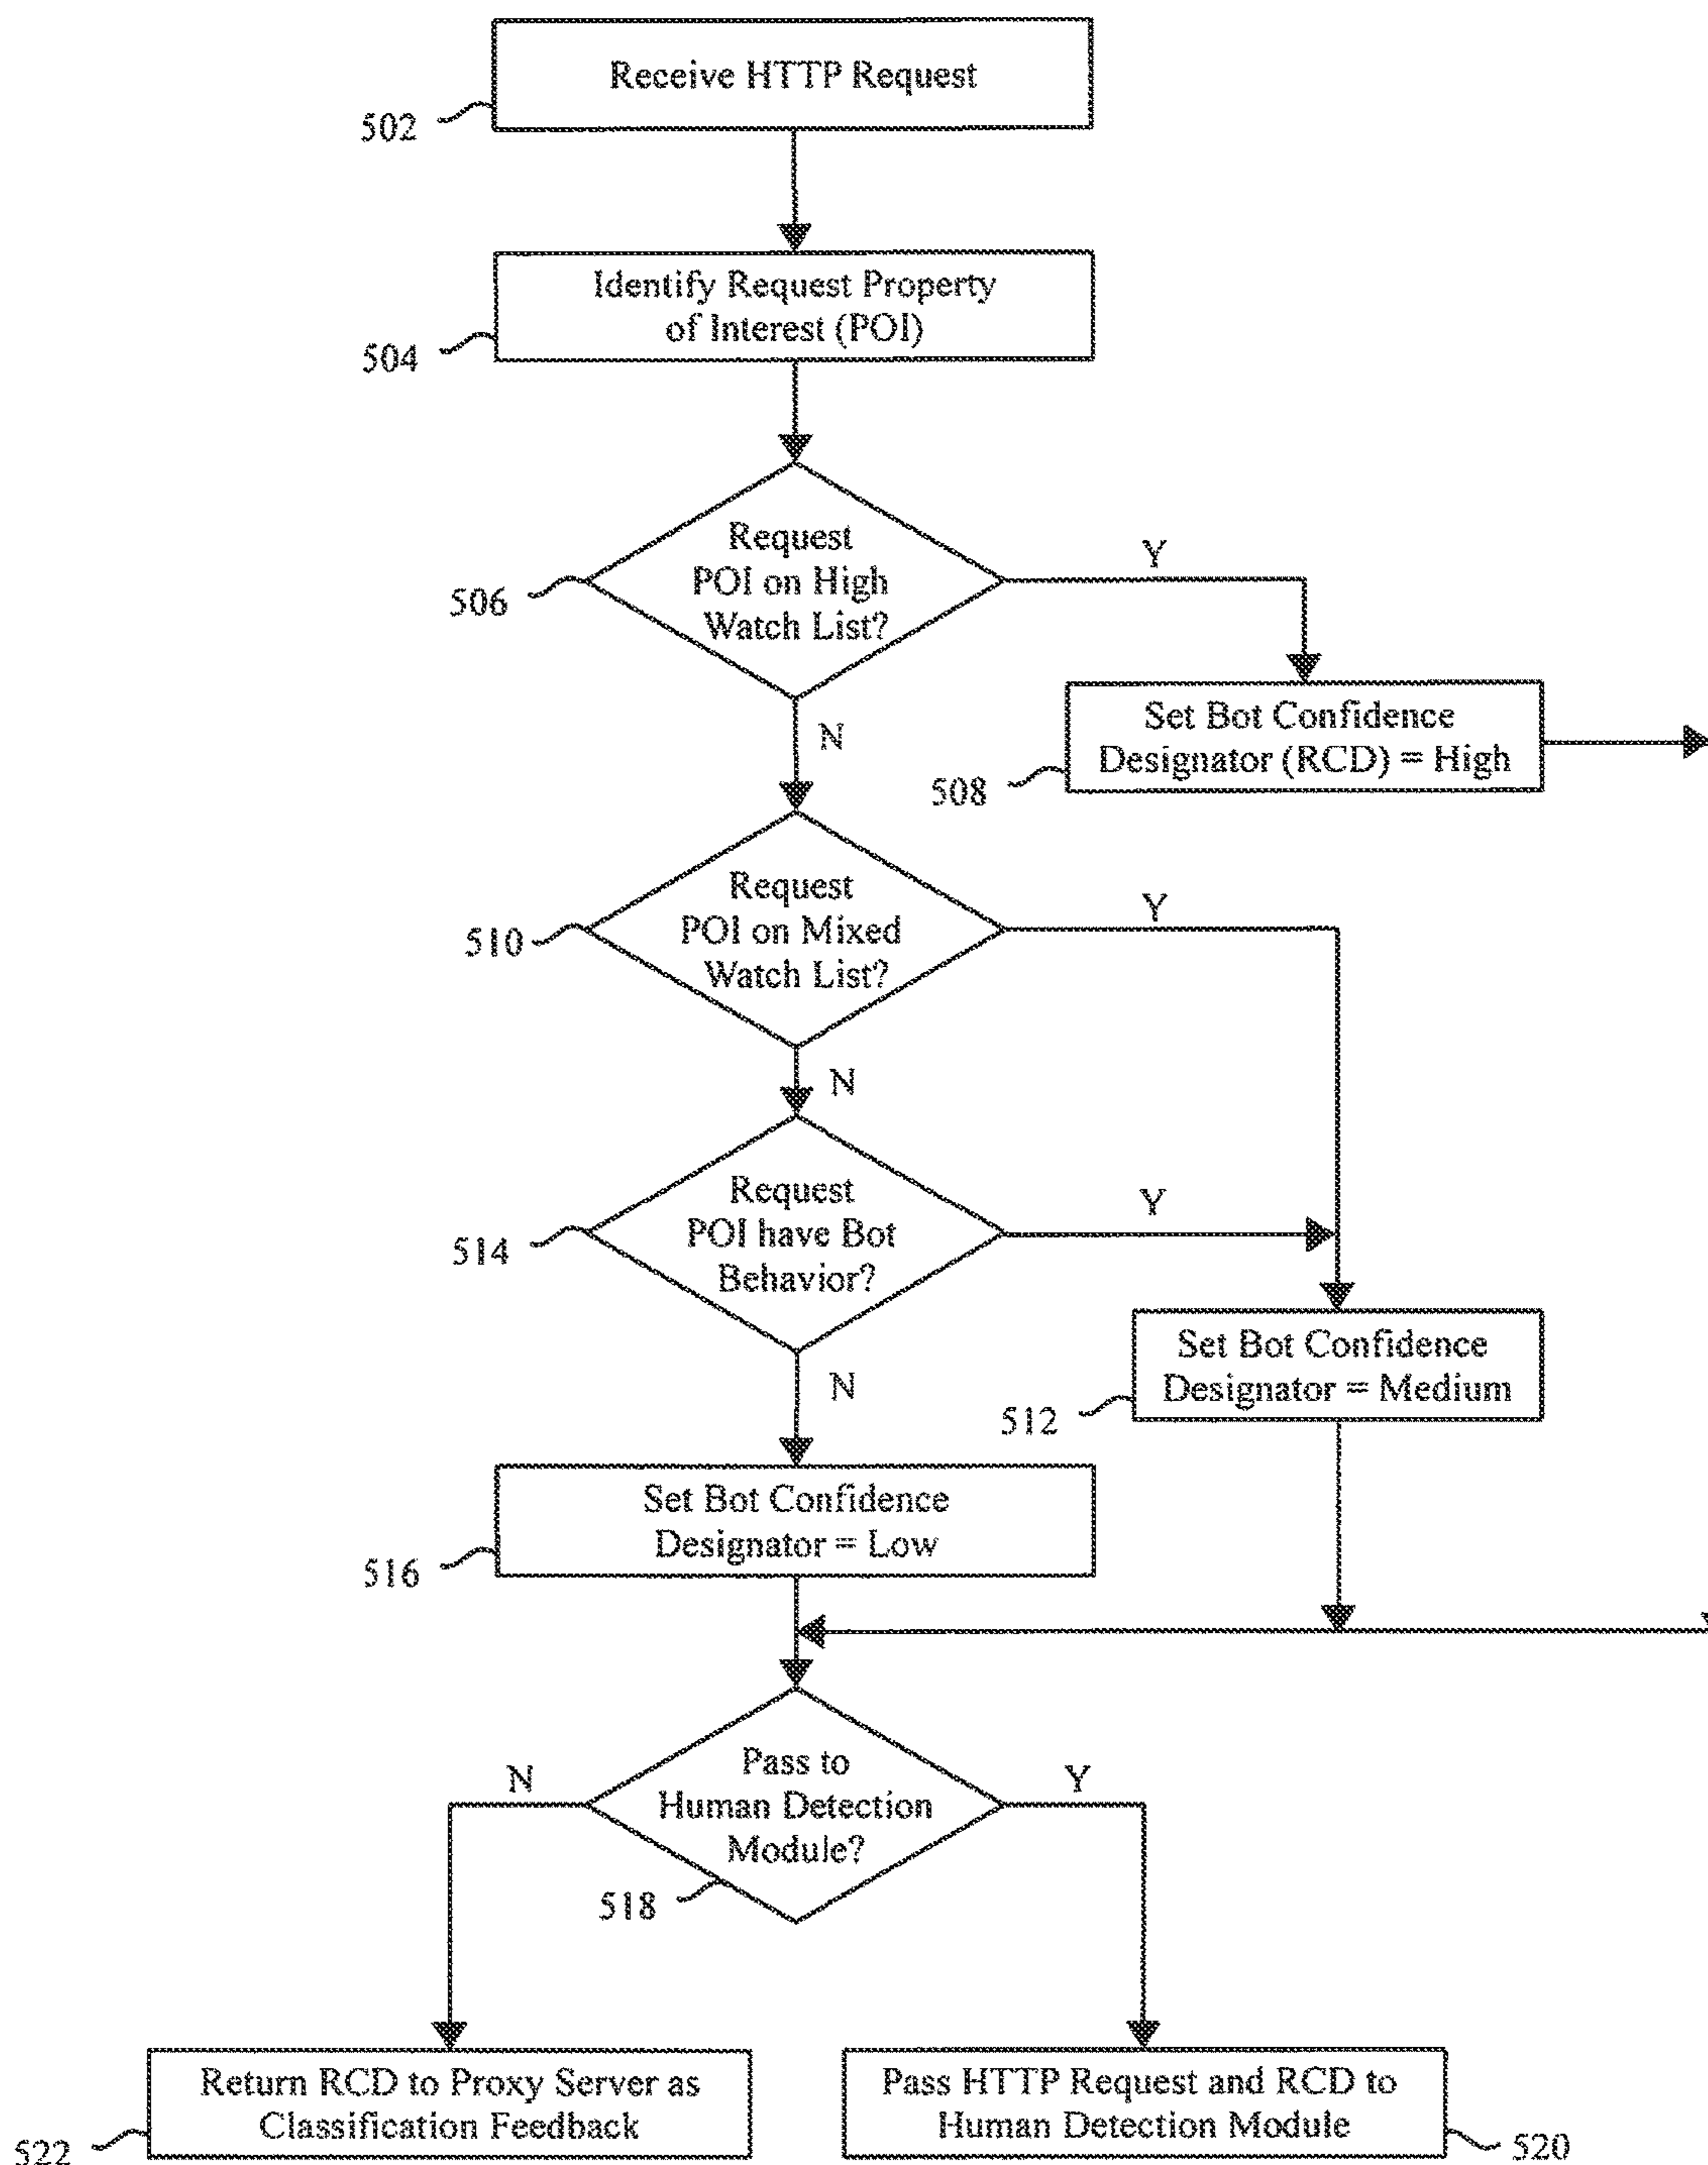 Receive HTTP Request
502
Identify Request Property
of Interest (POI)
504
Request
POI on High
Watch List?
506
Y
N
Set Bot Confidence
Designator (RCD) = High
508
Request
POI on Mixed
Watch List?
510
Y
N
Request
POI have Bot
Behavior?
514
Y
N
Set Bot Confidence
Designator = Medium
512
Set Bot Confidence
Designator = Low
516
Pass to
Human Detection
Module?
518
N
Y
Return RCD to Proxy Server as
Classification Feedback
522
Pass HTTP Request and RCD to
Human Detection Module
520